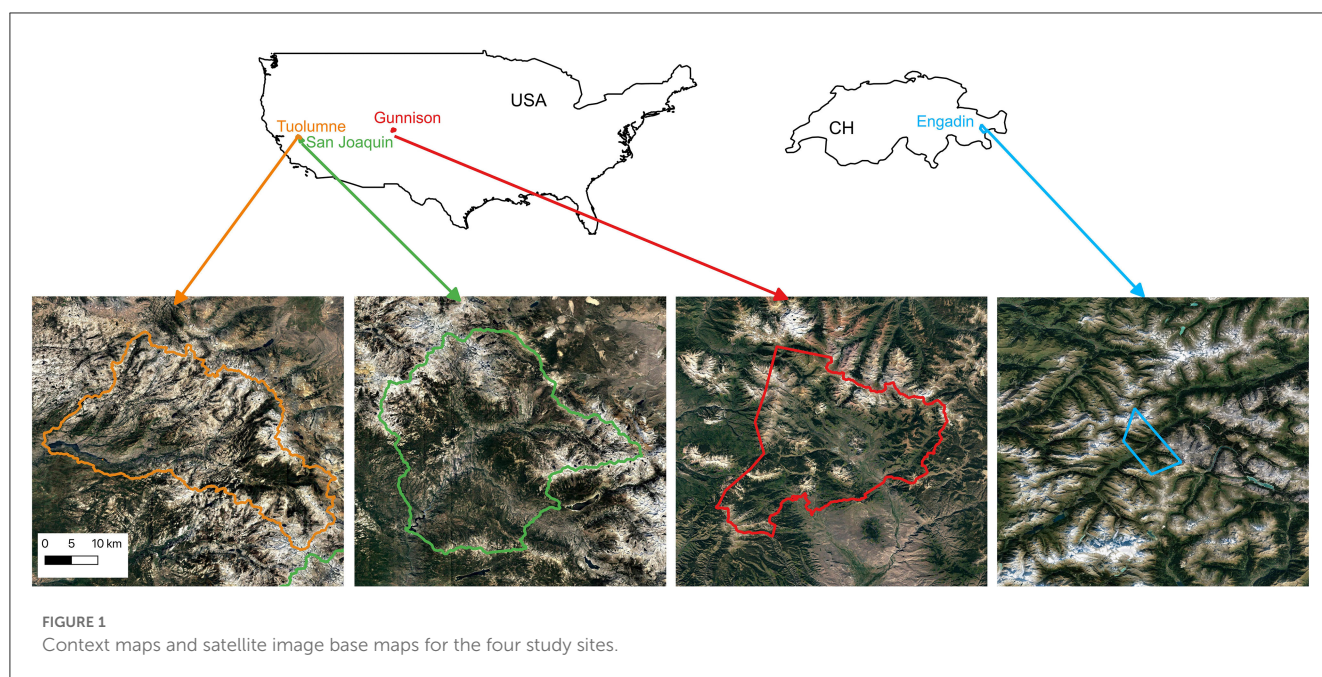 USA
Gunnison
Tuolumne
San Joaquin
CH
Engadin
0 5 10 km
FIGURE 1
Context maps and satellite image base maps for the four study sites.